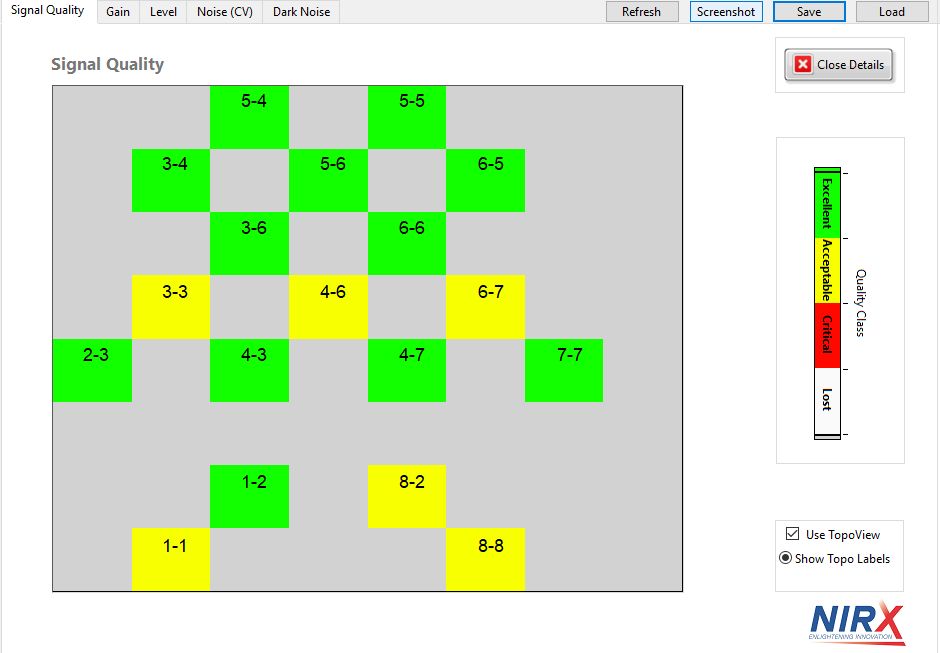 Signal Quality Gain Level Noise (CV) Dark Noise Refresh Screenshot Save Load
Signal Quality
Close Details
5-4 5-5
3-4 5-6 6-5
3-6 6-6
3-3 4-6 6-7
2-3 4-3 4-7 7-7
1-2 8-2
1-1 8-8
Excellent
Acceptable
Critical
Lost
Quality Class
Use TopoView
Show Topo Labels
NIRX
ENLIGHTENING INNOVATION